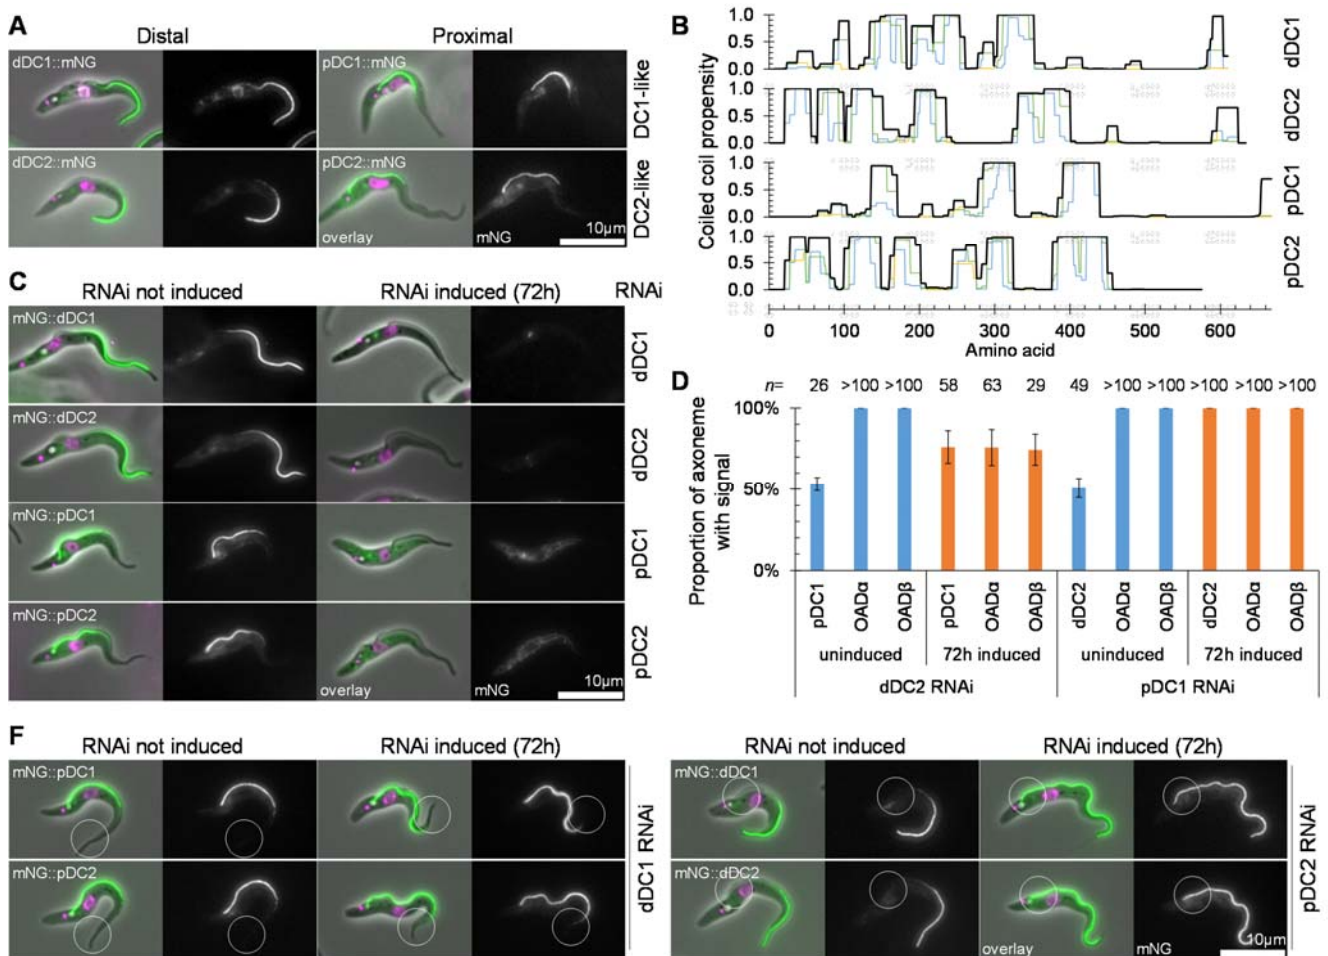 A
Distal
Proximal
dDC1::mNG
pDC1::mNG
DC1-like
dDC2::mNG
pDC2::mNG
DC2-like
overlay
mNG
10µm
B
Coiled coil propensity
1.0
0.5
0.0
dDC1
1.0
0.5
0.0
dDC2
1.0
0.5
0.0
pDC1
1.0
0.5
0.0
pDC2
0 100 200 300 400 500 600
Amino acid
C
RNAi not induced
RNAi induced (72h)
RNAi
mNG::dDC1
dDC1
mNG::dDC2
dDC2
mNG::pDC1
pDC1
mNG::pDC2
pDC2
overlay
mNG
10µm
D
n= 26 >100 >100 58 63 29 49 >100 >100 >100 >100 >100
Proportion of axoneme
with signal
100%
50%
0%
pDC1 OADα OADβ pDC1 OADα OADβ dDC2 OADα OADβ dDC2 OADα OADβ
uninduced 72h induced uninduced 72h induced
dDC2 RNAi pDC1 RNAi
F
RNAi not induced
RNAi induced (72h)
mNG::pDC1
mNG::pDC2
dDC1 RNAi
RNAi not induced
RNAi induced (72h)
mNG::dDC1
mNG::dDC2
overlay
mNG
10µm
pDC2 RNAi